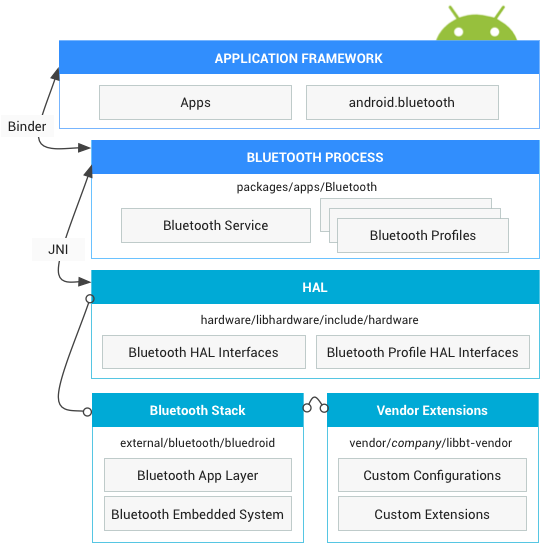 APPLICATION FRAMEWORK
Apps
android.bluetooth
Binder
BLUETOOTH PROCESS
packages/apps/Bluetooth
Bluetooth Service
Bluetooth Profiles
JNI
HAL
hardware/libhardware/include/hardware
Bluetooth HAL Interfaces
Bluetooth Profile HAL Interfaces
Bluetooth Stack
external/bluetooth/bluedroid
Bluetooth App Layer
Bluetooth Embedded System
Vendor Extensions
vendor/company/libbt-vendor
Custom Configurations
Custom Extensions